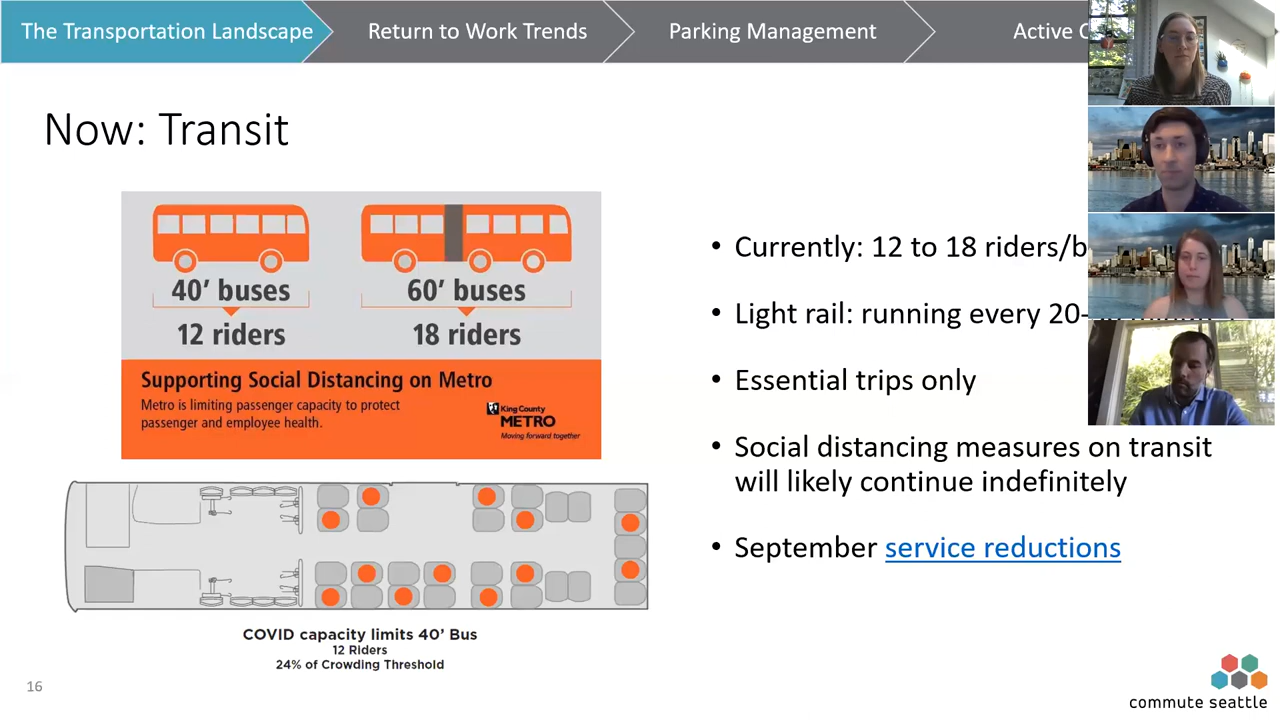 The Transportation Landscape
Return to Work Trends
Parking Management
Active
Now: Transit
40' buses
12 riders
60' buses
18 riders
Supporting Social Distancing on Metro
Metro is limiting passenger capacity to protect
passenger and employee health.
King County
METRO
Moving forward together
• Currently: 12 to 18 riders/b
• Light rail: running every 20-
• Essential trips only
• Social distancing measures on transit
will likely continue indefinitely
• September service reductions
COVID capacity limits 40' Bus
12 Riders
24% of Crowding Threshold
16
commute seattle